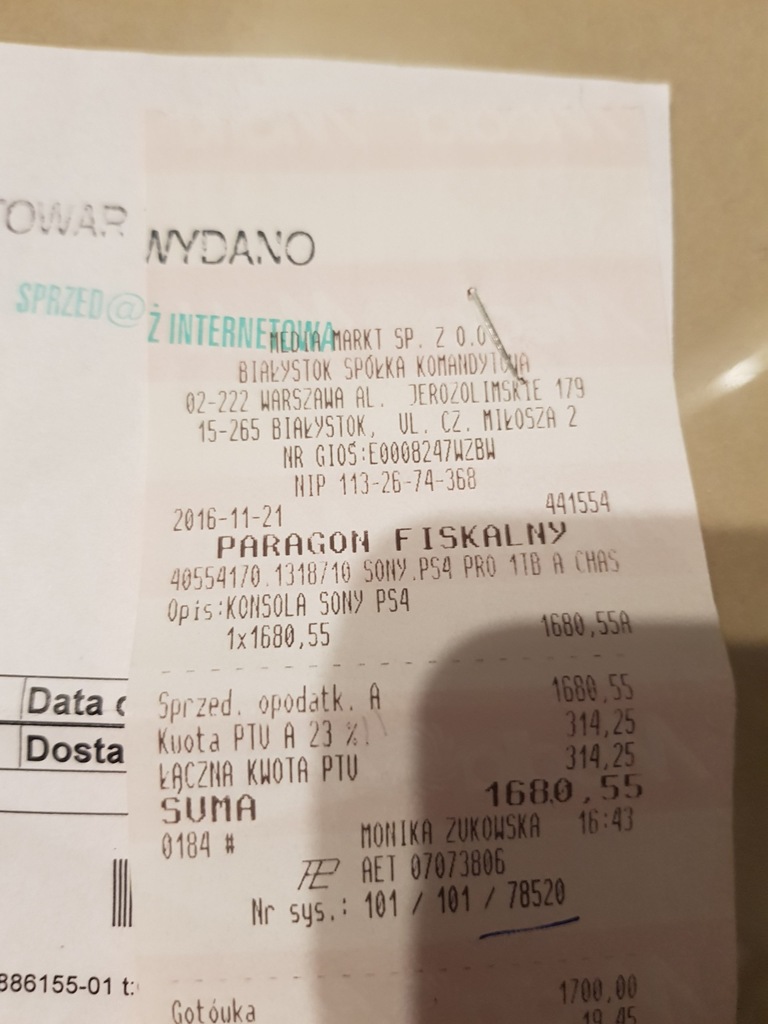 TOWAR WYDANO
SPRZED@Ż INTERNETOWA
MEDIA MARKT SP. Z O.O
BIAŁYSTOK SPÓŁKA KOMANDYTOWA
02-222 WARSZAWA AL. JEROZOLIMSKIE 179
15-265 BIAŁYSTOK, UL. CZ. MIŁOSZA 2
NR GIOŚ:E0008247WZBW
NIP 113-26-74-368
2016-11-21 441554
PARAGON FISKALNY
40554170.1318710 SONY.PS4 PRO 1TB A CHAS
Opis:KONSOLA SONY PS4
1x1680,55 1680,55A
Sprzed. opodatk. A 1680,55
Kwota PTU A 23 % 314,25
ŁĄCZNA KWOTA PTU 314,25
SUMA 1680,55
0184 # MONIKA ZUKOWSKA 16:43
AET 07073806
Nr sys.: 101 / 101 / 78520
Gotówka 1700,00
19,45
Data
Dosta
886155-01 t: